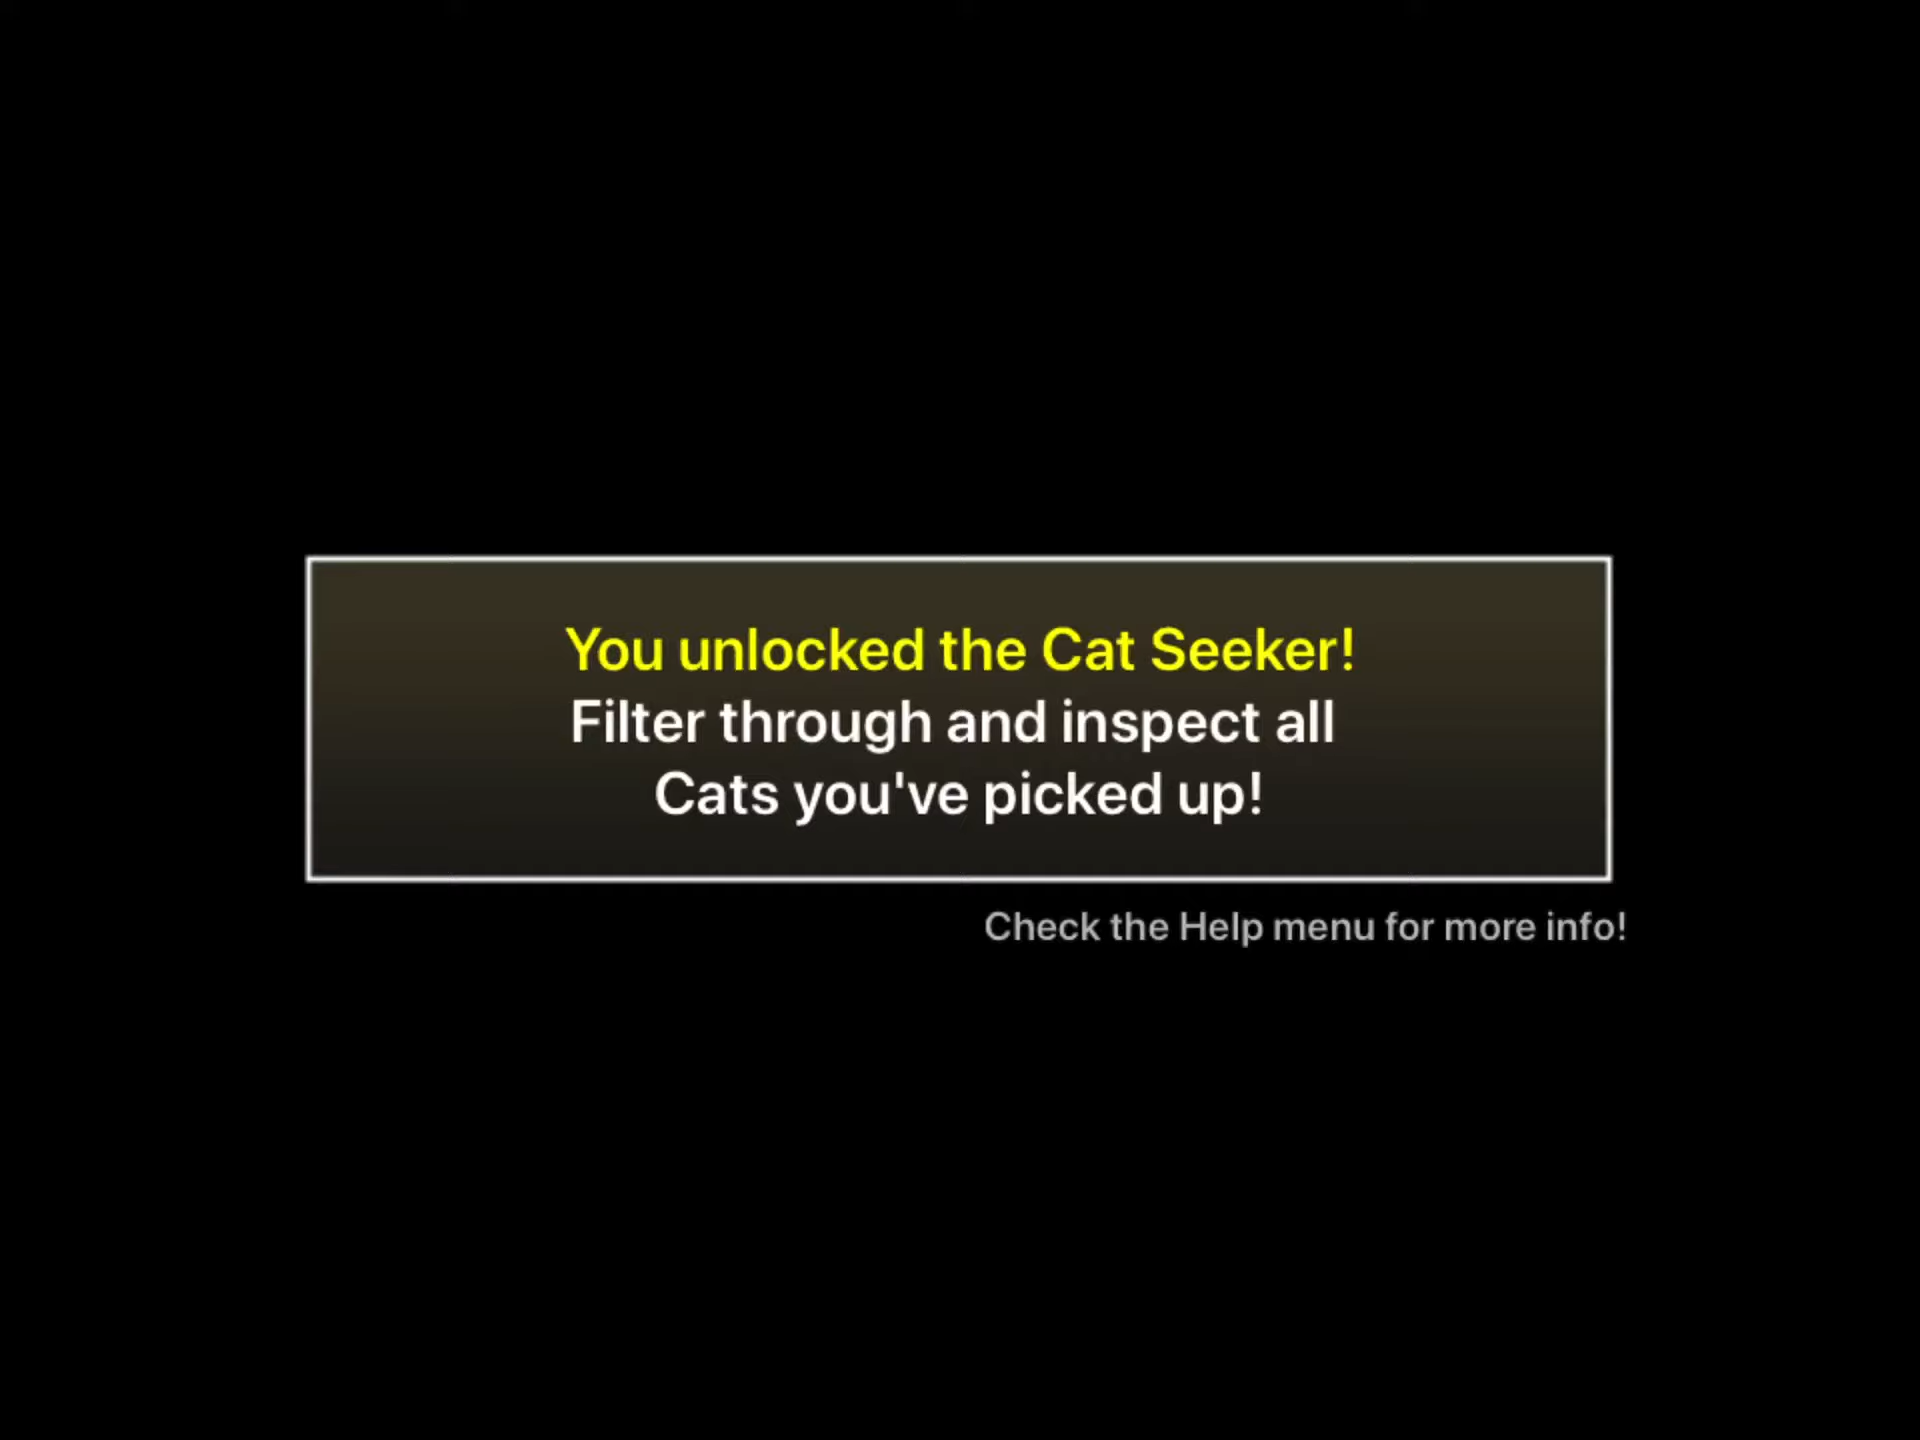 You unlocked the Cat Seeker!
Filter through and inspect all
Cats you've picked up!
Check the Help menu for more info!